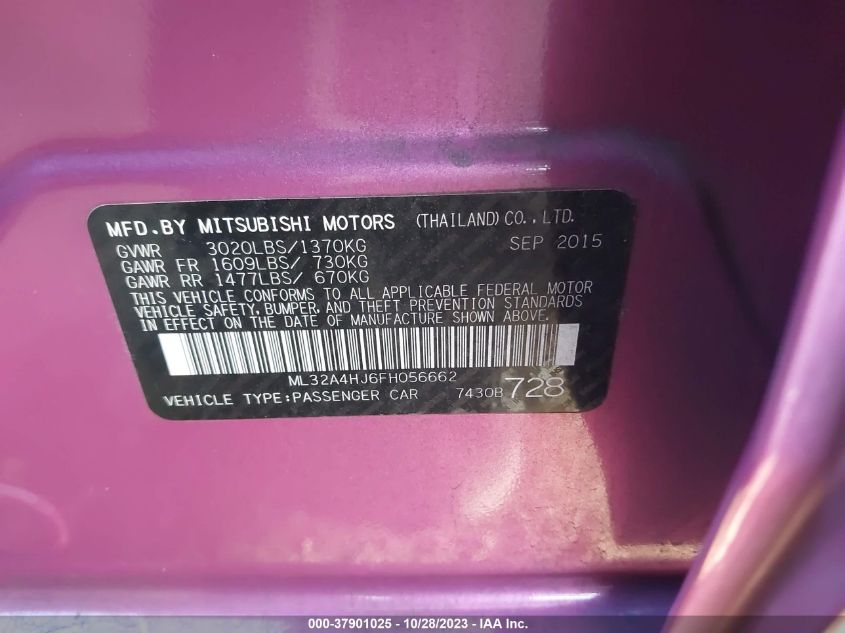 MFD.BY MITSUBISHI MOTORS (THAILAND)CO.,LTD.
GVWR 3020LBS/1370KG SEP 2015
GAWR FR 1609LBS/ 730KG
GAWR RR 1477LBS/ 670KG
THIS VEHICLE CONFORMS TO ALL APPLICABLE FEDERAL MOTOR
VEHICLE SAFETY, BUMPER, AND THEFT PREVENTION STANDARDS
IN EFFECT ON THE DATE OF MANUFACTURE SHOWN ABOVE.
ML32A4HJ6FH056662
VEHICLE TYPE:PASSENGER CAR 7430B 728
000-37901025 - 10/28/2023 - IAA Inc.